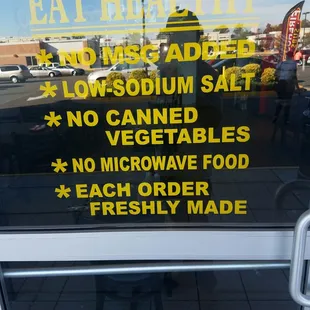 EAT HEALTHY
* NO MSG ADDED
* LOW-SODIUM SALT
* NO CANNED
VEGETABLES
* NO MICROWAVE FOOD
* EACH ORDER
FRESHLY MADE